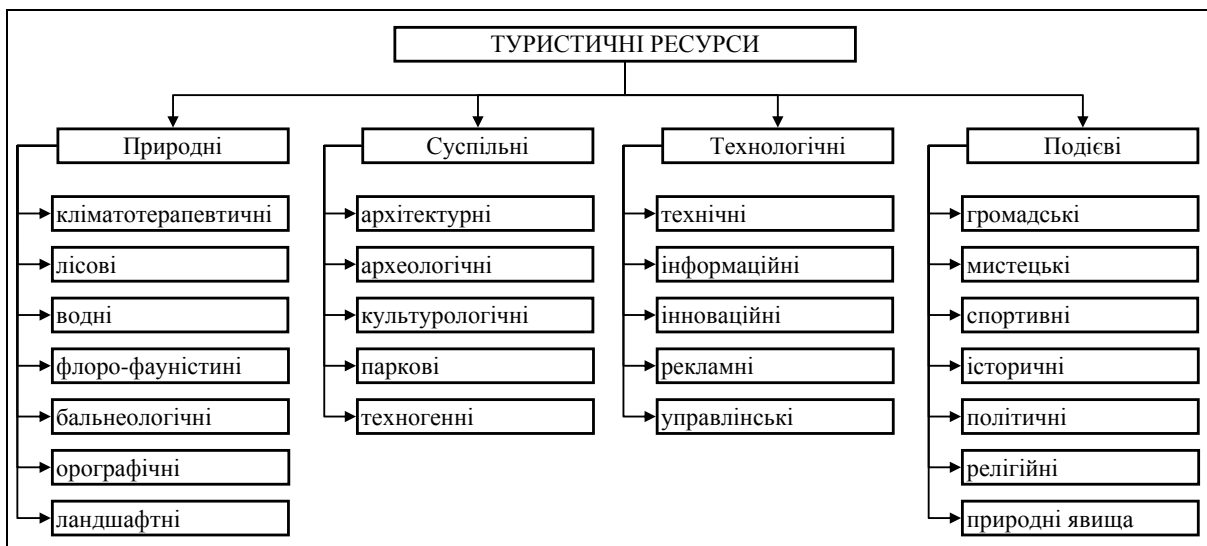 ТУРИСТИЧНІ РЕСУРСИ
Природні
кліматотерапевтичні
лісові
водні
флоро-фауністині
бальнеологічні
орографічні
ландшафтні
Суспільні
архітектурні
археологічні
культурологічні
паркові
техногенні
Технологічні
технічні
інформаційні
інноваційні
рекламні
управлінські
Подієві
громадські
мистецькі
спортивні
історичні
політичні
релігійні
природні явища